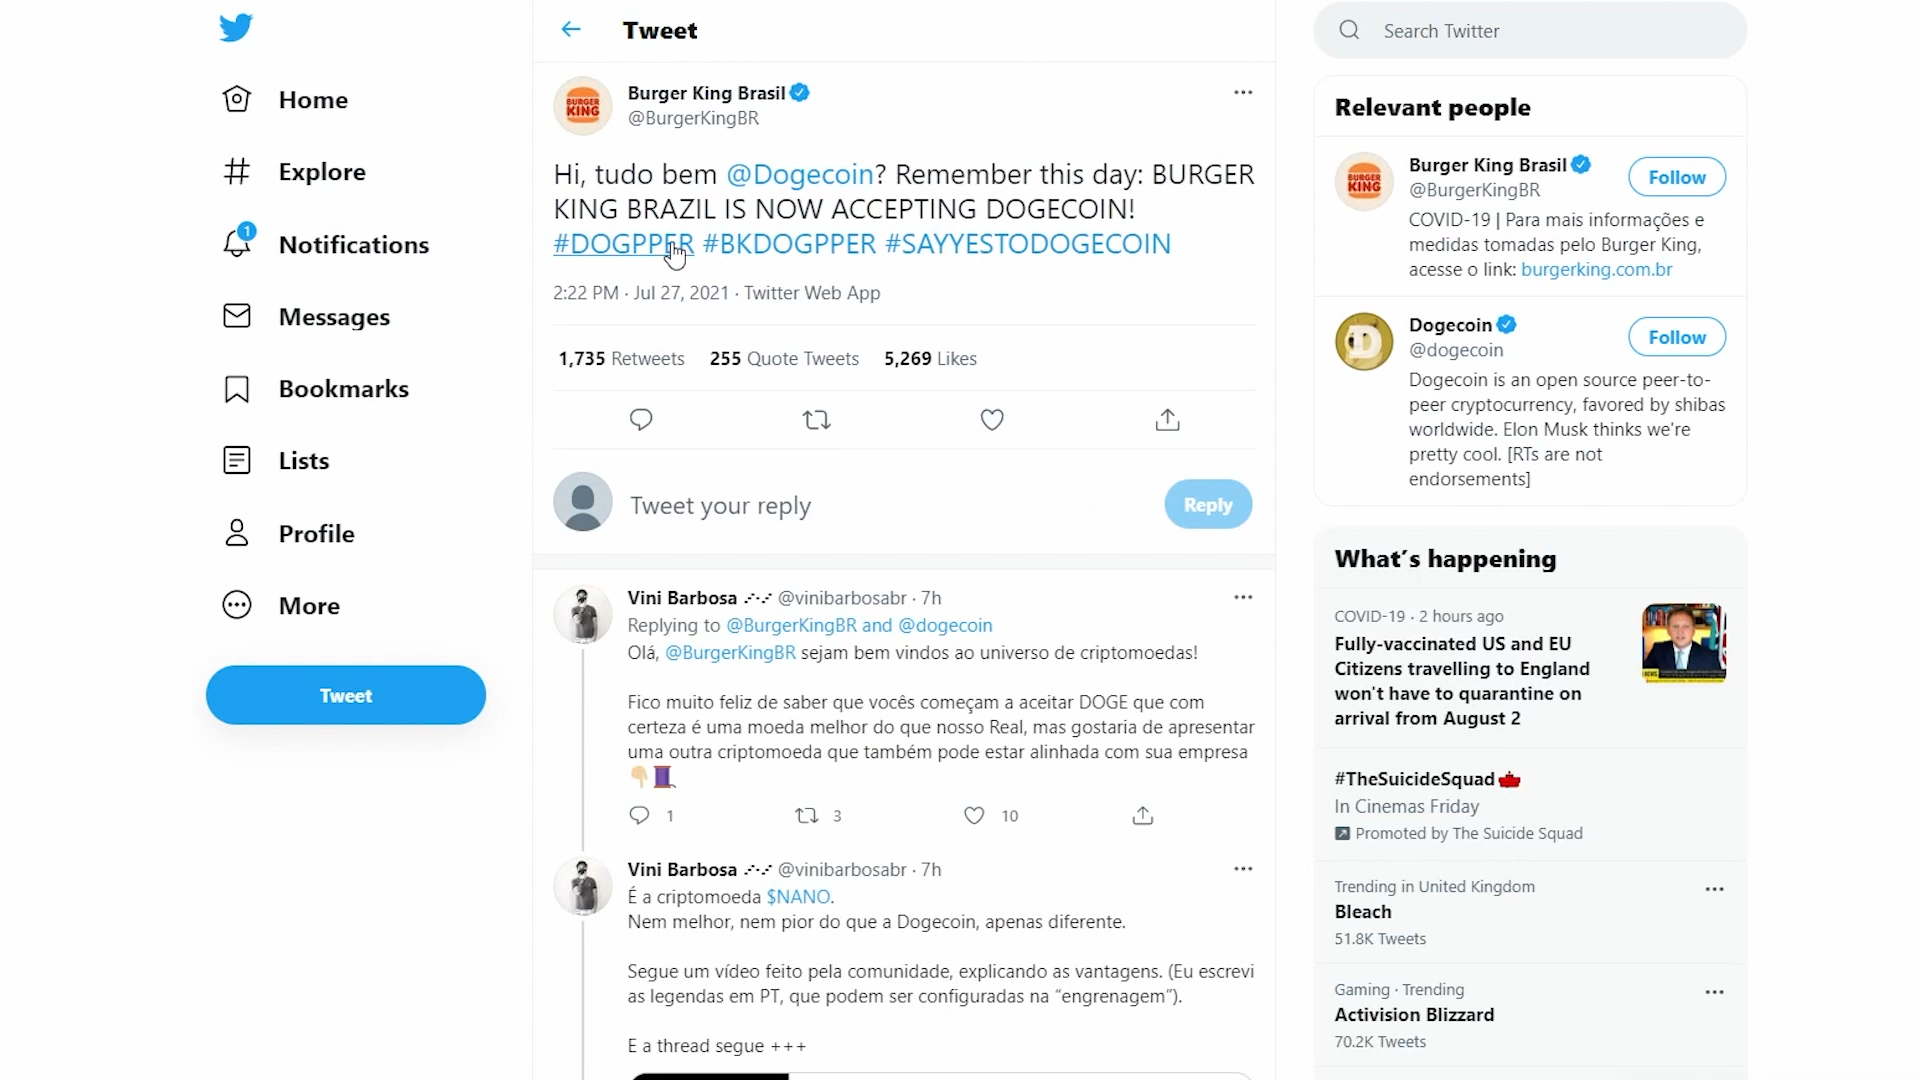 Home
Explore
1
Notifications
Messages
Bookmarks
Lists
Profile
More
Tweet
Tweet
BURGER
KING
Burger King Brasil
@BurgerKingBR
Hi, tudo bem @Dogecoin? Remember this day: BURGER
KING BRAZIL IS NOW ACCEPTING DOGECOIN!
#DOGPPER #BKDOGPPER #SAYYESTODOGECOIN
2:22 PM · Jul 27, 2021 · Twitter Web App
1,735 Retweets 255 Quote Tweets 5,269 Likes
Tweet your reply
Reply
Vini Barbosa @vinibarbosabr · 7h
Replying to @BurgerKingBR and @dogecoin
Olá, @BurgerKingBR sejam bem vindos ao universo de criptomoedas!
Fico muito feliz de saber que vocês começam a aceitar DOGE que com
certeza é uma moeda melhor do que nosso Real, mas gostaria de apresentar
uma outra criptomoeda que também pode estar alinhada com sua empresa
1 3 10
Vini Barbosa @vinibarbosabr · 7h
É a criptomoeda $NANO.
Nem melhor, nem pior do que a Dogecoin, apenas diferente.
Segue um vídeo feito pela comunidade, explicando as vantagens. (Eu escrevi
as legendas em PT, que podem ser configuradas na “engrenagem”).
E a thread segue +++
Search Twitter
Relevant people
BURGER
KING
Burger King Brasil
@BurgerKingBR
Follow
COVID-19 | Para mais informações e
medidas tomadas pelo Burger King,
acesse o link: burgerking.com.br
Dogecoin
@dogecoin
Follow
Dogecoin is an open source peer-to-
peer cryptocurrency, favored by shibas
worldwide. Elon Musk thinks we're
pretty cool. [RTs are not
endorsements]
What's happening
COVID-19 · 2 hours ago
Fully-vaccinated US and EU
Citizens travelling to England
won't have to quarantine on
arrival from August 2
#TheSuicideSquad
In Cinemas Friday
Promoted by The Suicide Squad
Trending in United Kingdom
Bleach
51.8K Tweets
Gaming · Trending
Activision Blizzard
70.2K Tweets